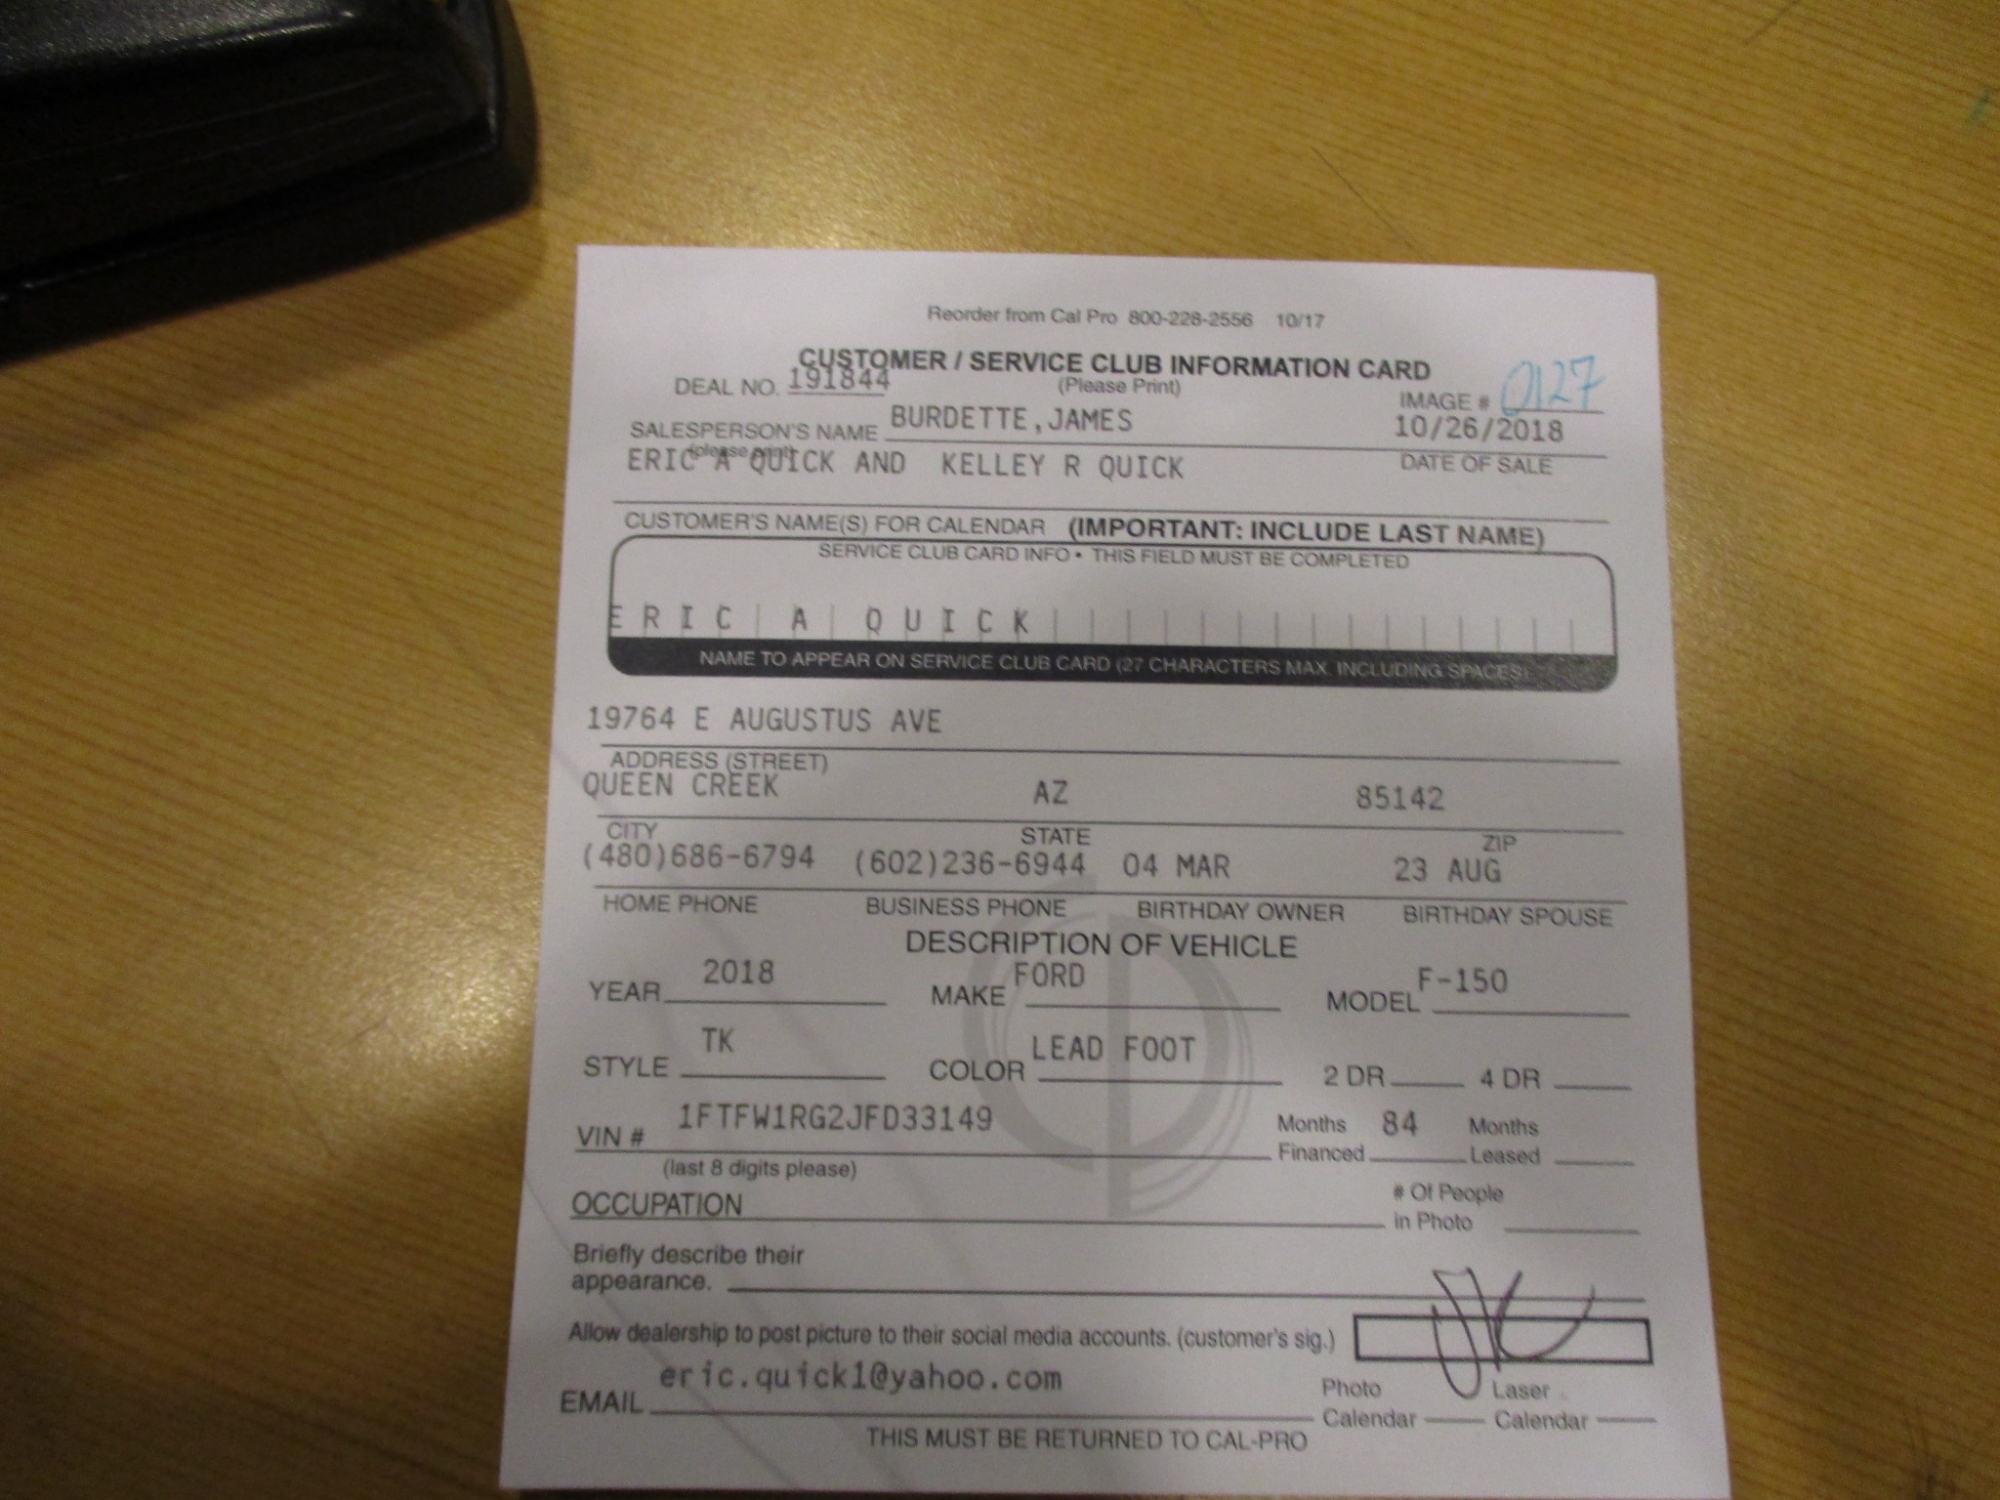 Reorder from Cal Pro 800-228-2556 10/17
CUSTOMER / SERVICE CLUB INFORMATION CARD
DEAL NO. 191844 (Please Print) IMAGE # 0127
SALESPERSON'S NAME BURDETTE,JAMES 10/26/2018
(please print) DATE OF SALE
ERIC A QUICK AND KELLEY R QUICK
CUSTOMER'S NAME(S) FOR CALENDAR (IMPORTANT: INCLUDE LAST NAME)
SERVICE CLUB CARD INFO • THIS FIELD MUST BE COMPLETED
ERIC A QUICK
NAME TO APPEAR ON SERVICE CLUB CARD (27 CHARACTERS MAX. INCLUDING SPACES)
19764 E AUGUSTUS AVE
ADDRESS (STREET)
QUEEN CREEK AZ 85142
CITY STATE ZIP
(480)686-6794 (602)236-6944 04 MAR 23 AUG
HOME PHONE BUSINESS PHONE BIRTHDAY OWNER BIRTHDAY SPOUSE
DESCRIPTION OF VEHICLE
YEAR 2018 MAKE FORD MODEL F-150
STYLE TK COLOR LEAD FOOT 2 DR 4 DR
VIN # 1FTFW1RG2JFD33149 Months Financed 84 Months Leased
(last 8 digits please)
OCCUPATION # Of People in Photo
Briefly describe their
appearance.
Allow dealership to post picture to their social media accounts. (customer's sig.)
EMAIL eric.quick1@yahoo.com Photo Calendar Laser Calendar
THIS MUST BE RETURNED TO CAL-PRO